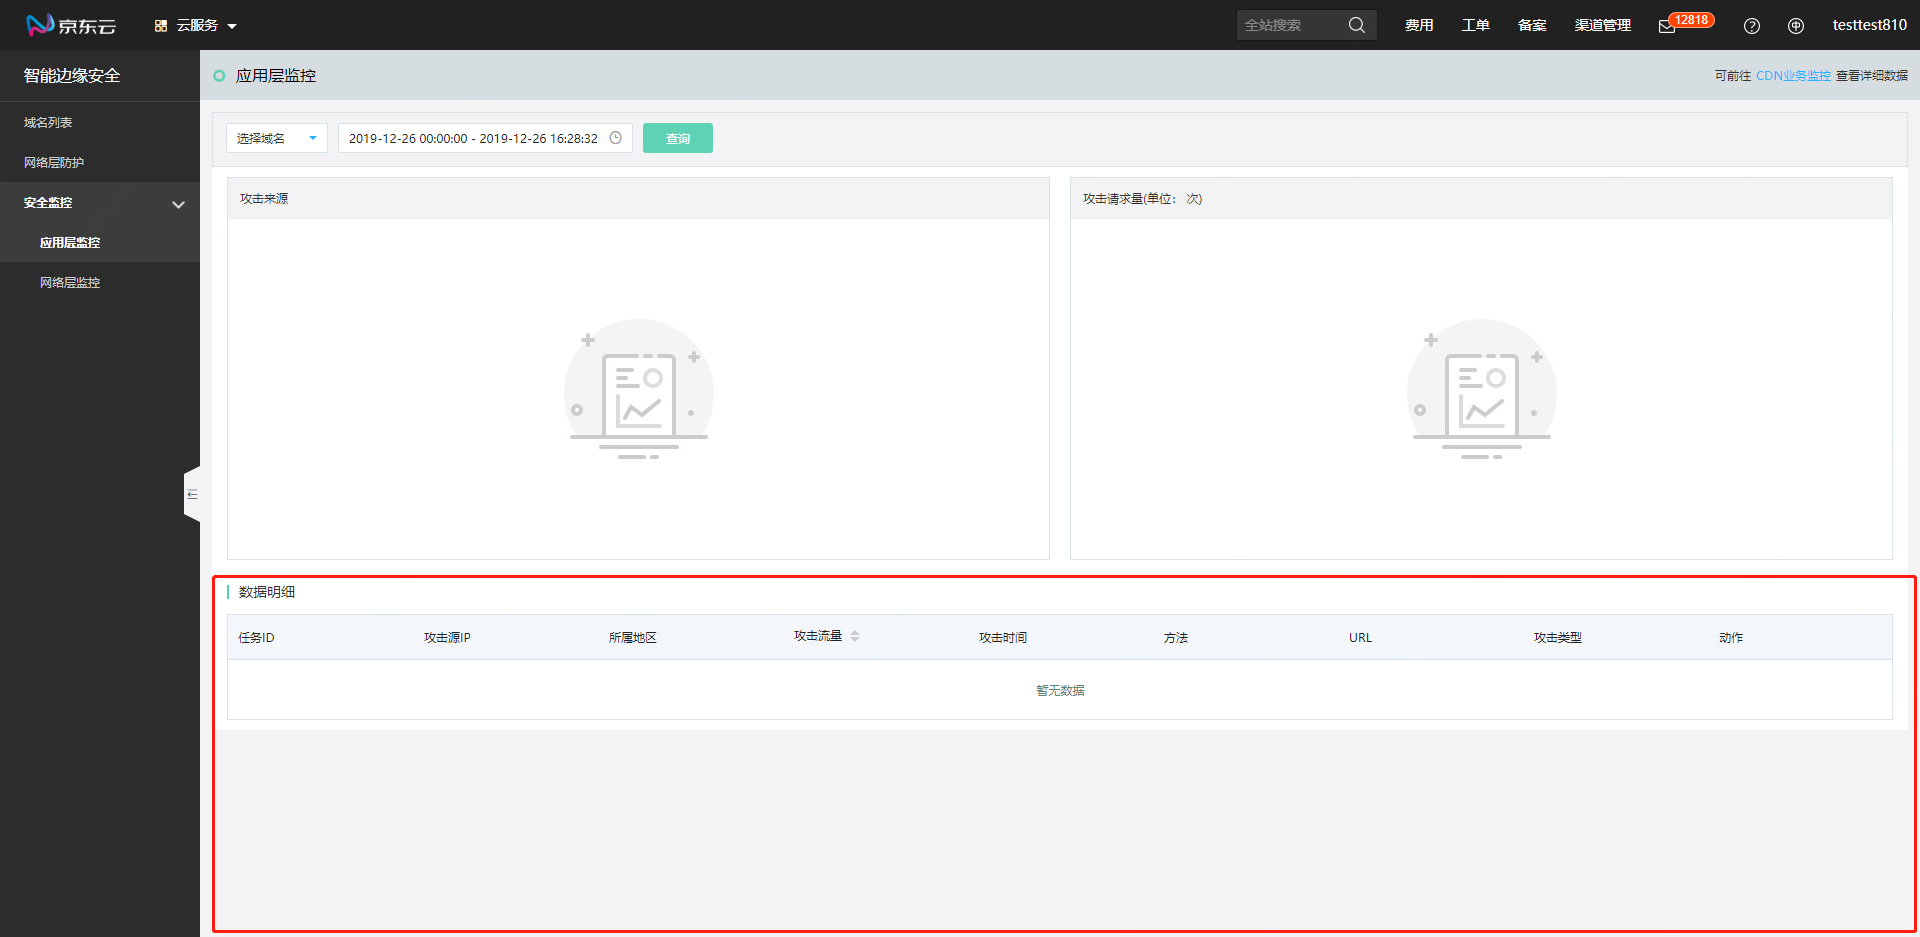 京东云 云服务 全站搜索 费用 工单 备案 渠道管理 12818 testtest810
智能边缘安全
域名列表
网络层防护
安全监控
应用层监控
网络层监控
应用层监控 可前往 CDN业务监控 查看详细数据
选择域名 2019-12-26 00:00:00 - 2019-12-26 16:28:32 查询
攻击来源 攻击请求量(单位： 次)
数据明细
任务ID 攻击源IP 所属地区 攻击流量 攻击时间 方法 URL 攻击类型 动作
暂无数据